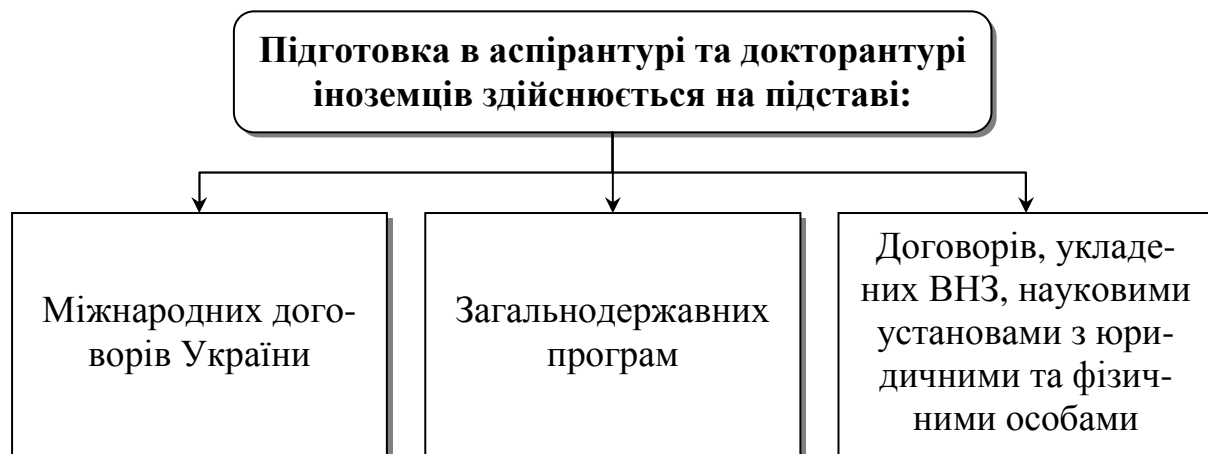 Підготовка в аспірантурі та докторантурі
іноземців здійснюється на підставі:
Міжнародних дого-
ворів України
Загальнодержавних
програм
Договорів, укладе-
них ВНЗ, науковими
установами з юри-
дичними та фізич-
ними особами